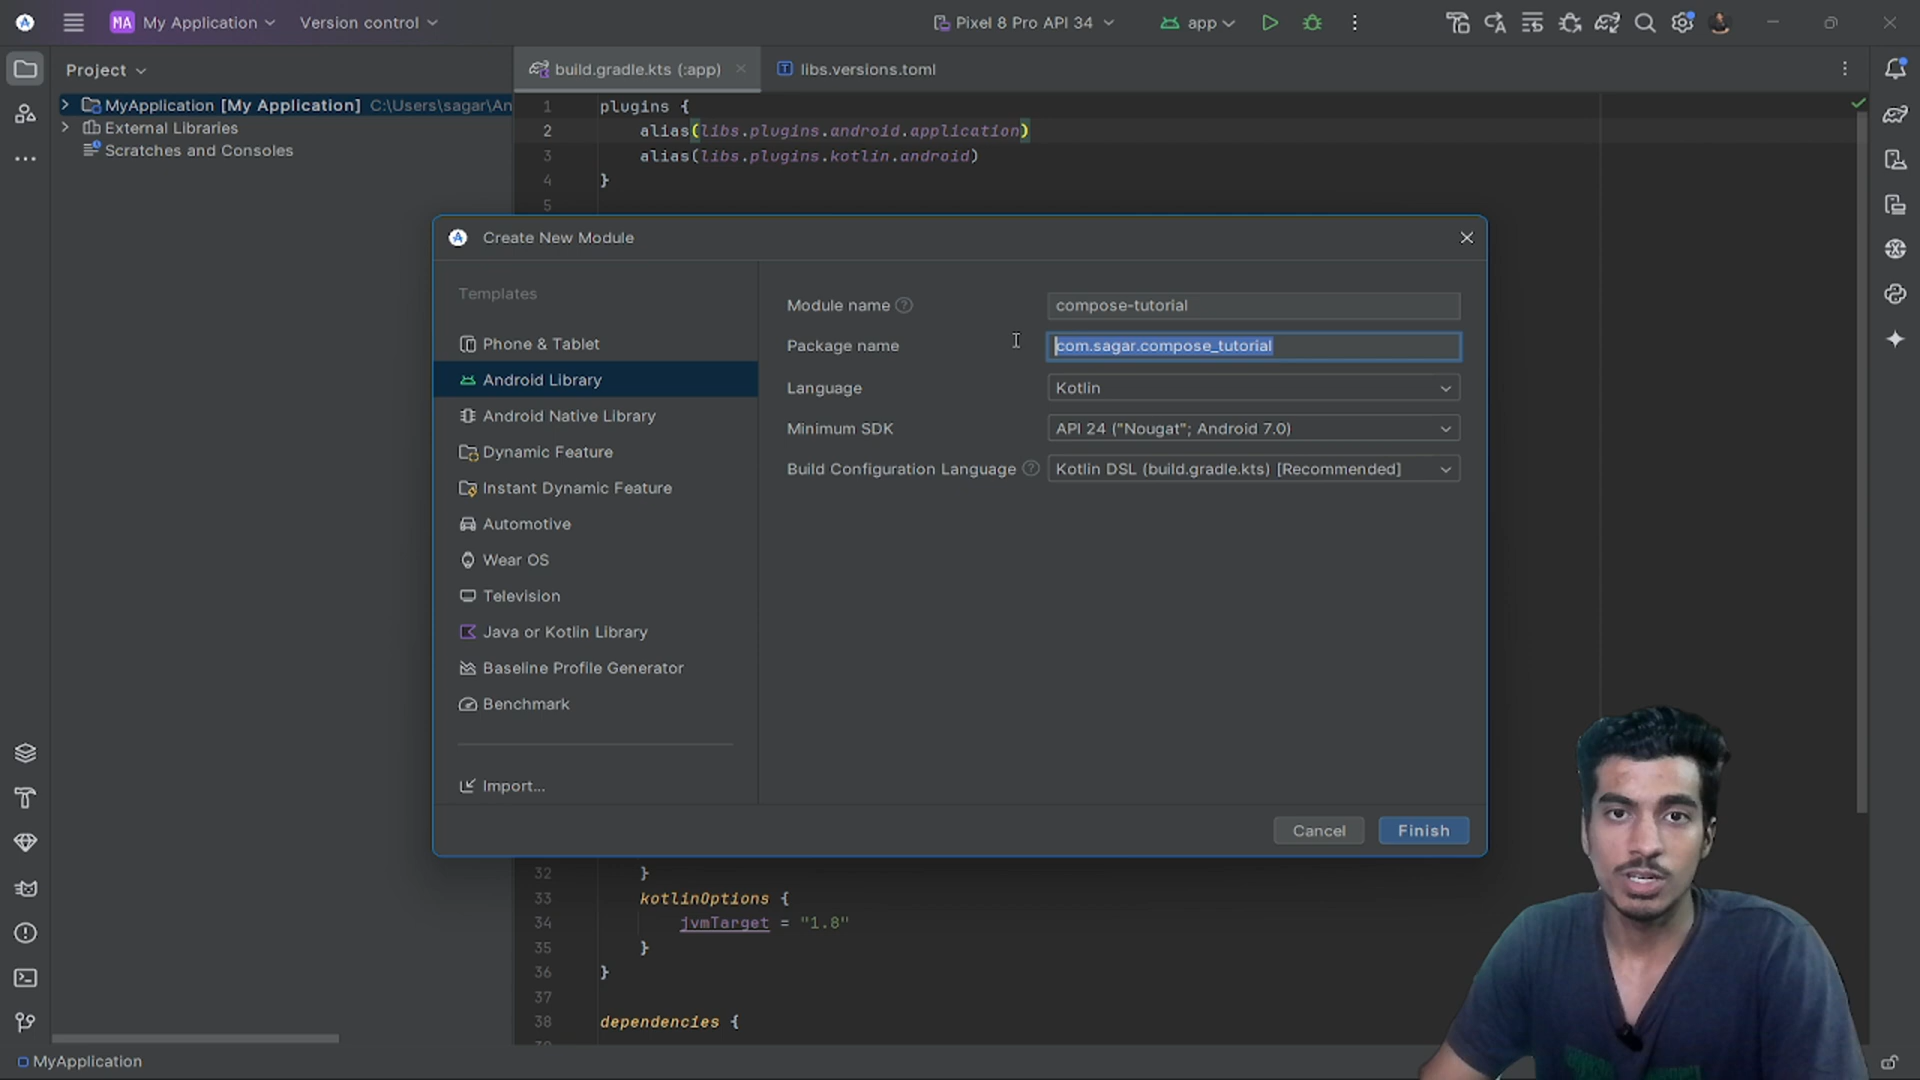 MA My Application
Version control
Pixel 8 Pro API 34
app
Project
build.gradle.kts (:app)
libs.versions.toml
MyApplication [My Application] C:\Users\sagar\An
External Libraries
Scratches and Consoles
1 plugins {
2 alias(libs.plugins.android.application)
3 alias(libs.plugins.kotlin.android)
4 }
5
Create New Module
Templates
Phone & Tablet
Android Library
Android Native Library
Dynamic Feature
Instant Dynamic Feature
Automotive
Wear OS
Television
Java or Kotlin Library
Baseline Profile Generator
Benchmark
Import...
Module name ? compose-tutorial
Package name com.sagar.compose_tutorial
Language Kotlin
Minimum SDK API 24 ("Nougat"; Android 7.0)
Build Configuration Language ? Kotlin DSL (build.gradle.kts) [Recommended]
Cancel
Finish
32 }
33 kotlinOptions {
34 jvmTarget = "1.8"
35 }
36 }
37
38 dependencies {
MyApplication